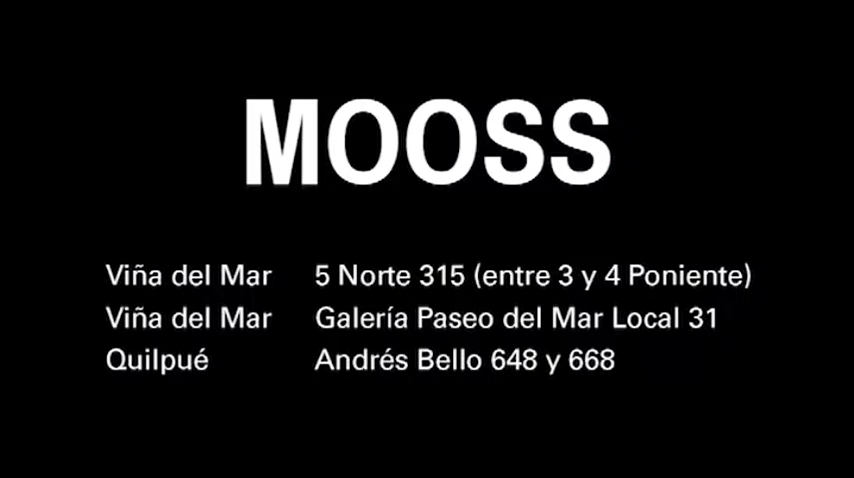 MOOSS
Viña del Mar 5 Norte 315 (entre 3 y 4 Poniente)
Viña del Mar Galería Paseo del Mar Local 31
Quilpué Andrés Bello 648 y 668